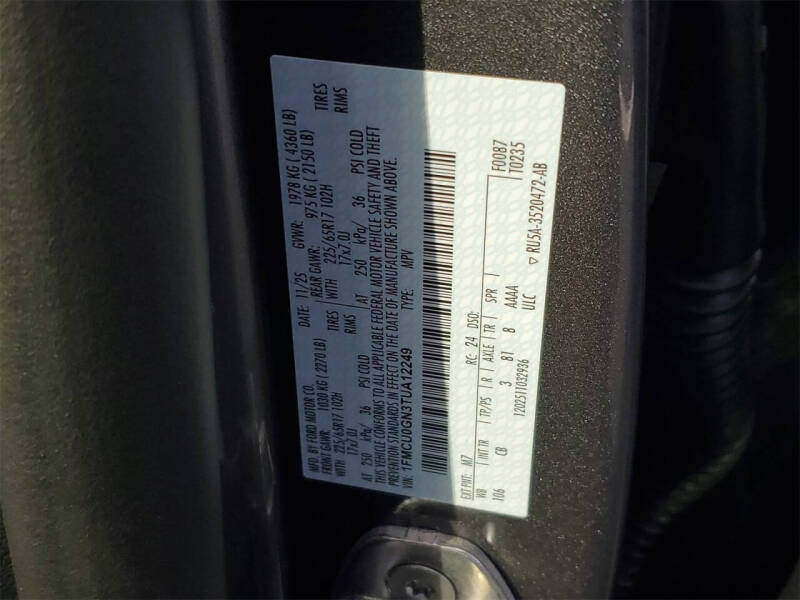 MFD. BY FORD MOTOR CO.
DATE: 11/25 GVWR: 1978 KG ( 4360 LB)
FRONT GAWR: 1030 KG ( 2270 LB) REAR GAWR: 975 KG ( 2150 LB)
WITH 225/65R17 102H TIRES WITH 225/65R17 102H TIRES
17x7.0J RIMS 17x7.0J RIMS
AT 250 kPa/ 36 PSI COLD AT 250 kPa/ 36 PSI COLD
THIS VEHICLE CONFORMS TO ALL APPLICABLE FEDERAL MOTOR VEHICLE SAFETY AND THEFT
PREVENTION STANDARDS IN EFFECT ON THE DATE OF MANUFACTURE SHOWN ABOVE.
VIN: 1FMCU0GN3TUA12249 TYPE: MPV
F0087
T0235
EXT PNT: M7 RC: 24 DSO:
WB INT TR TP/PS R AXLE TR SPR
106 CB 3 81 8 AAAA
ULC
1202511032936 ▽ RU5A-3520472-AB